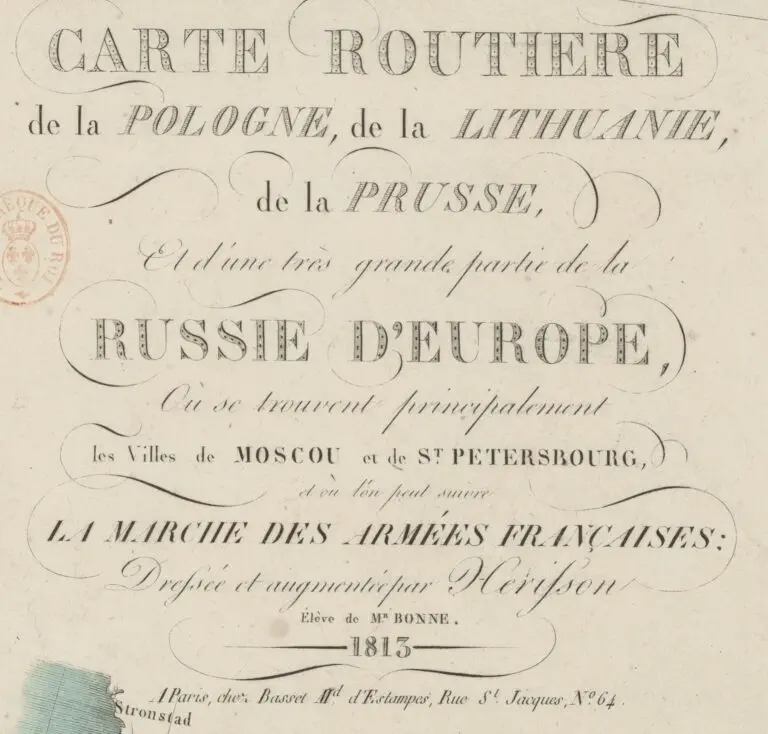 CARTE ROUTIERE
de la POLOGNE, de la LITHUANIE,
de la PRUSSE,
Et d'une très grande partie de la
RUSSIE D'EUROPE,
Où se trouvent principalement
les Villes de MOSCOU et de ST PETERSBOURG,
et où l'on peut suivre
LA MARCHE DES ARMÉES FRANÇAISES;
Dressée et augmentée par Herisson
Élève de MR BONNE.
1813
A Paris, chez Basset Md. d'Estampes, Rue St. Jacques, No. 64.
Stronstad
DU ROI